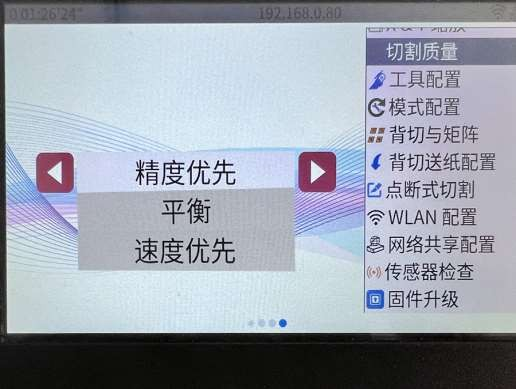 0 01:26'24" 192.168.0.80
切割质量
工具配置
模式配置
背切与矩阵
背切送纸配置
点断式切割
WLAN 配置
网络共享配置
传感器检查
固件升级
精度优先
平衡
速度优先